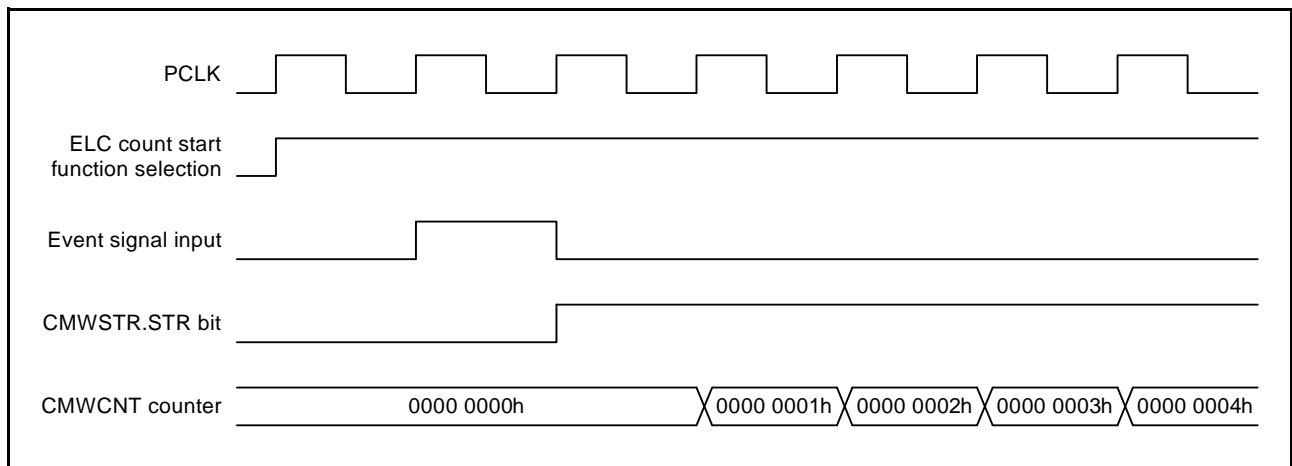 PCLK
ELC count start
function selection
Event signal input
CMWSTR.STR bit
CMWCNT counter
0000 0000h
0000 0001h
0000 0002h
0000 0003h
0000 0004h